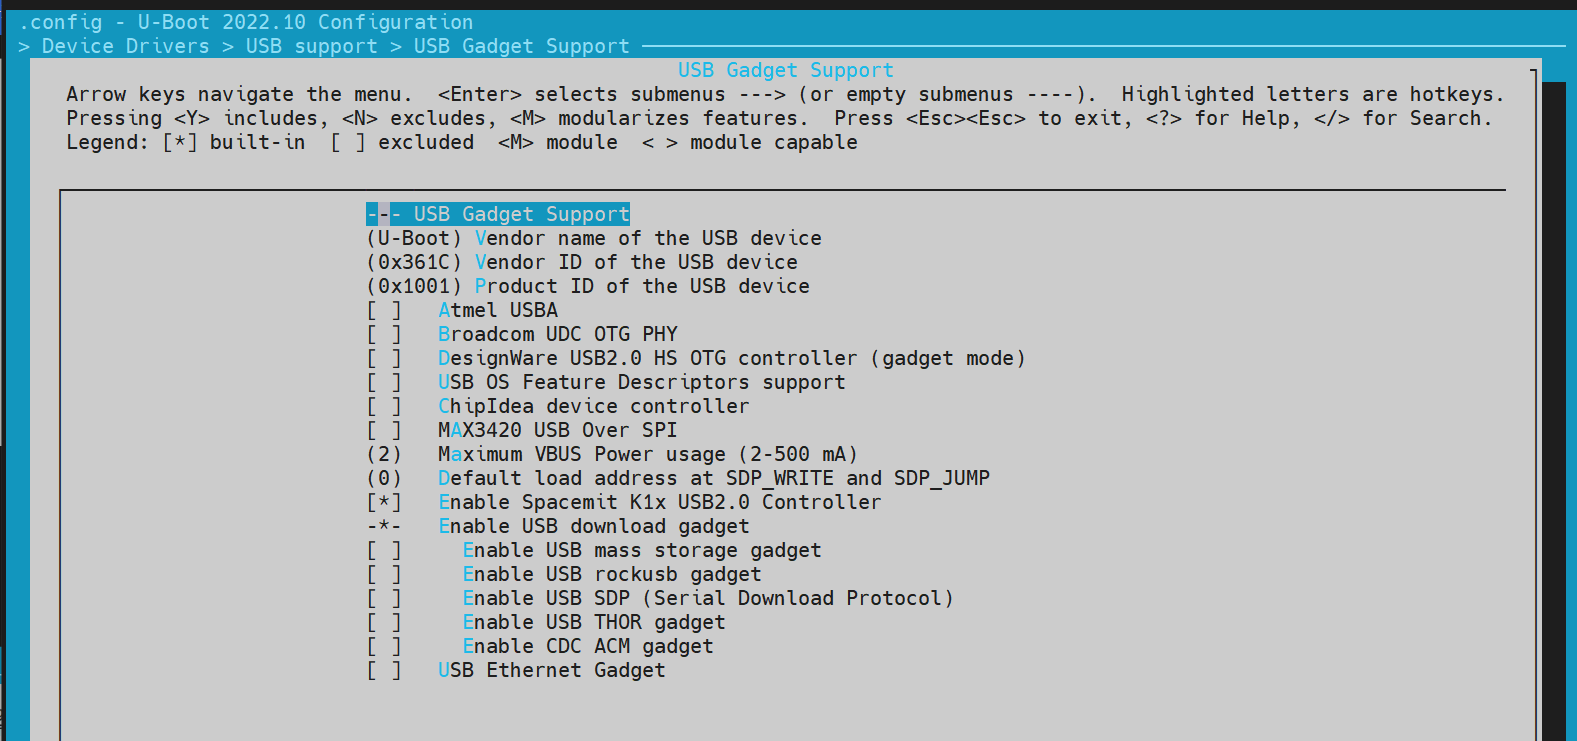 .config - U-Boot 2022.10 Configuration
> Device Drivers > USB support > USB Gadget Support
USB Gadget Support
Arrow keys navigate the menu.  <Enter> selects submenus ---> (or empty submenus ----).  Highlighted letters are hotkeys.
Pressing <Y> includes, <N> excludes, <M> modularizes features.  Press <Esc><Esc> to exit, <?> for Help, </> for Search.
Legend: [*] built-in  [ ] excluded  <M> module  < > module capable
--- USB Gadget Support
(U-Boot) Vendor name of the USB device
(0x361C) Vendor ID of the USB device
(0x1001) Product ID of the USB device
[ ]   Atmel USBA
[ ]   Broadcom UDC OTG PHY
[ ]   DesignWare USB2.0 HS OTG controller (gadget mode)
[ ]   USB OS Feature Descriptors support
[ ]   ChipIdea device controller
[ ]   MAX3420 USB Over SPI
(2)   Maximum VBUS Power usage (2-500 mA)
(0)   Default load address at SDP_WRITE and SDP_JUMP
[*]   Enable Spacemit K1x USB2.0 Controller
-*-   Enable USB download gadget
[ ]     Enable USB mass storage gadget
[ ]     Enable USB rockusb gadget
[ ]     Enable USB SDP (Serial Download Protocol)
[ ]     Enable USB THOR gadget
[ ]     Enable CDC ACM gadget
[ ]   USB Ethernet Gadget